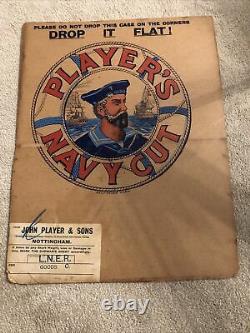 PLEASE DO NOT DROP THIS CASE ON THE CORNERS
DROP IT FLAT!
PLAYER'S
NAVY CUT
JOHN PLAYER & SONS
NOTTINGHAM.
L.N.E.R.
GOODS